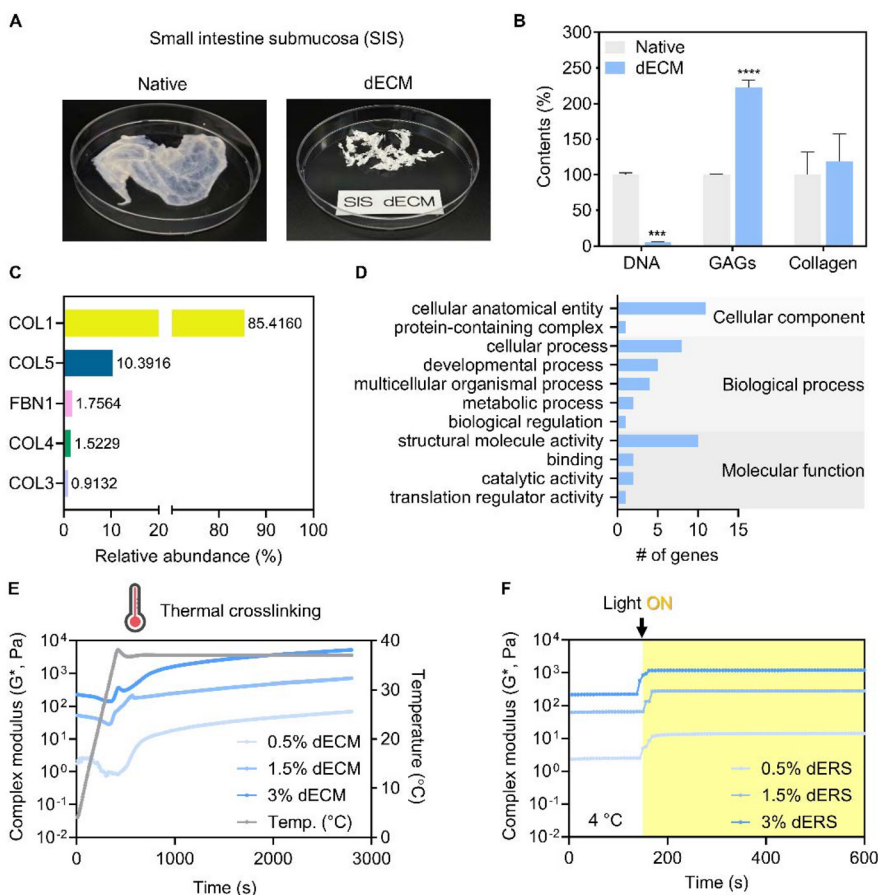 A
Small intestine submucosa (SIS)
Native
dECM
SIS dECM
B
Contents (%)
300
250
200
150
100
50
0
Native
dECM
***
****
DNA
GAGs
Collagen
C
COL1
85.4160
COL5
10.3916
FBN1
1.7564
COL4
1.5229
COL3
0.9132
0 10 20 60 80 100
Relative abundance (%)
D
cellular anatomical entity
protein-containing complex
cellular process
developmental process
multicellular organismal process
metabolic process
biological regulation
structural molecule activity
binding
catalytic activity
translation regulator activity
Cellular component
Biological process
Molecular function
0 5 10 15
# of genes
E
Thermal crosslinking
Complex modulus (G*, Pa)
10⁴
10³
10²
10¹
10⁰
10⁻¹
10⁻²
0.5% dECM
1.5% dECM
3% dECM
Temp. (°C)
40
30
20
10
0
Temperature (°C)
0 1000 2000 3000
Time (s)
F
Light ON
Complex modulus (G*, Pa)
10⁴
10³
10²
10¹
10⁰
10⁻¹
10⁻²
4 °C
0.5% dERS
1.5% dERS
3% dERS
0 200 400 600
Time (s)